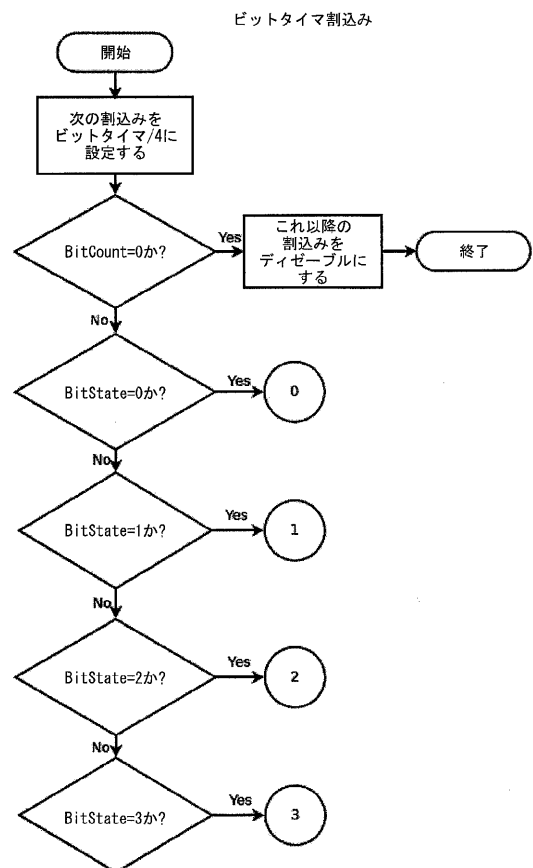 ビットタイマ割込み
開始
次の割込みを
ビットタイマ/4に
設定する
BitCount=0か?
Yes
これ以降の
割込みを
ディゼーブルに
する
終了
No
BitState=0か?
Yes
0
No
BitState=1か?
Yes
1
No
BitState=2か?
Yes
2
No
BitState=3か?
Yes
3